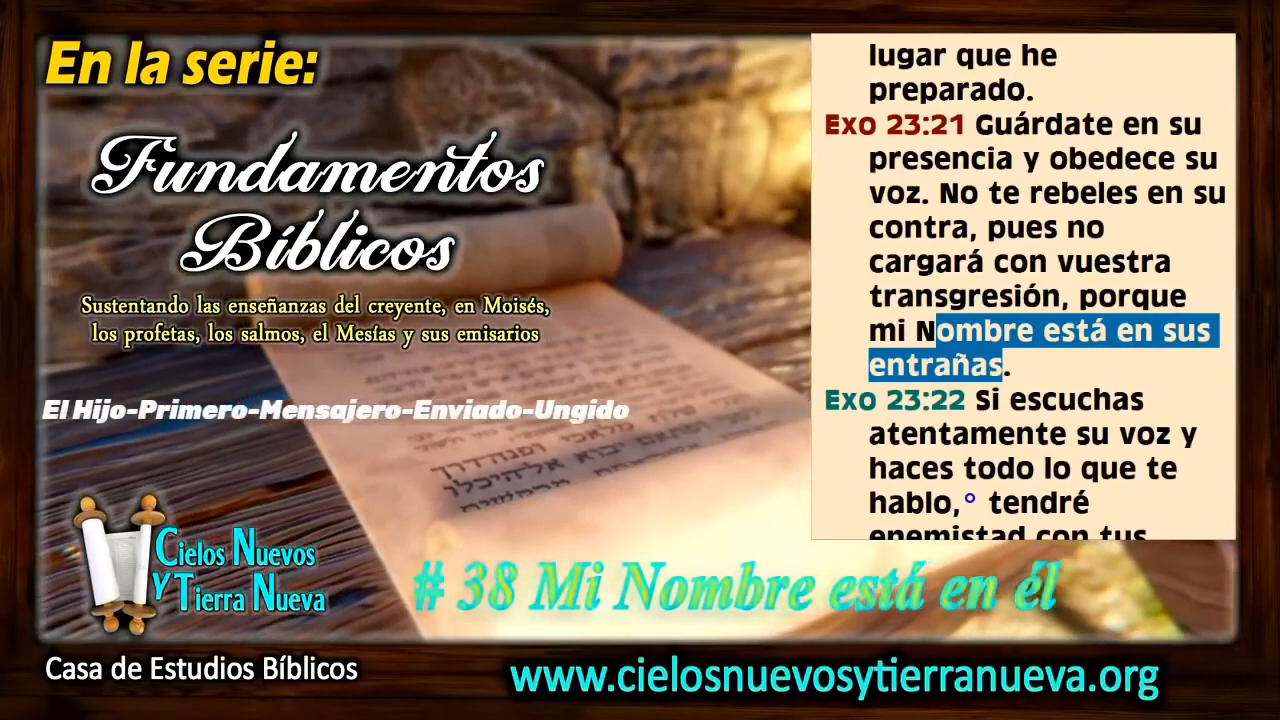 En la serie:
Fundamentos
Bíblicos
Sustentando las enseñanzas del creyente, en Moisés,
los profetas, los salmos, el Mesías y sus emisarios
El Hijo-Primero-Mensajero-Enviado-Ungido
Cielos Nuevos
Y Tierra Nueva
Casa de Estudios Bíblicos
lugar que he
preparado.
Exo 23:21 Guárdate en su
presencia y obedece su
voz. No te rebeles en su
contra, pues no
cargará con vuestra
transgresión, porque
mi Nombre está en sus
entrañas.
Exo 23:22 Si escuchas
atentamente su voz y
haces todo lo que te
hablo,° tendré
enemistad con tus
# 38 Mi Nombre está en él
www.cielosnuevosytierranueva.org